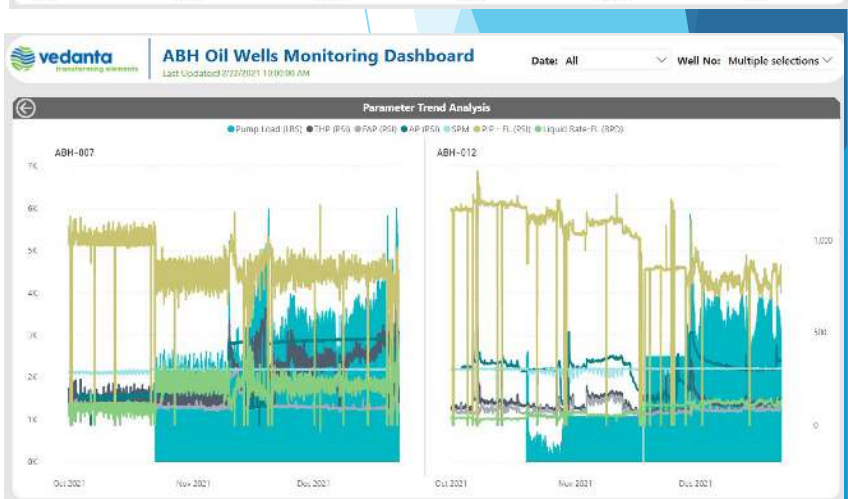 vedanta
transforming elements
ABH Oil Wells Monitoring Dashboard
Last Updated: 2/22/2021 10:00:00 AM
Date: All
Well No: Multiple selections
Parameter Trend Analysis
Pump Load (LBS) THP (PSI) FAP (PSI) AP (PSI) SPM PIP - FL (PSI) Liquid Rate-FL (BPD)
ABH-007
ABH-012
7K
6K
5K
4K
3K
2K
1K
0K
1,000
500
0
Oct 2021 Nov 2021 Dec 2021
Oct 2021 Nov 2021 Dec 2021